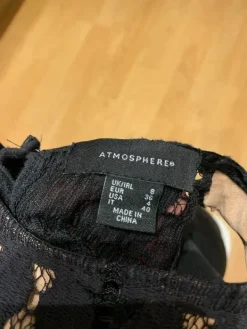 ATMOSPHERE®
UK/IRL 8
EUR 36
USA 4
IT 40
MADE IN
CHINA